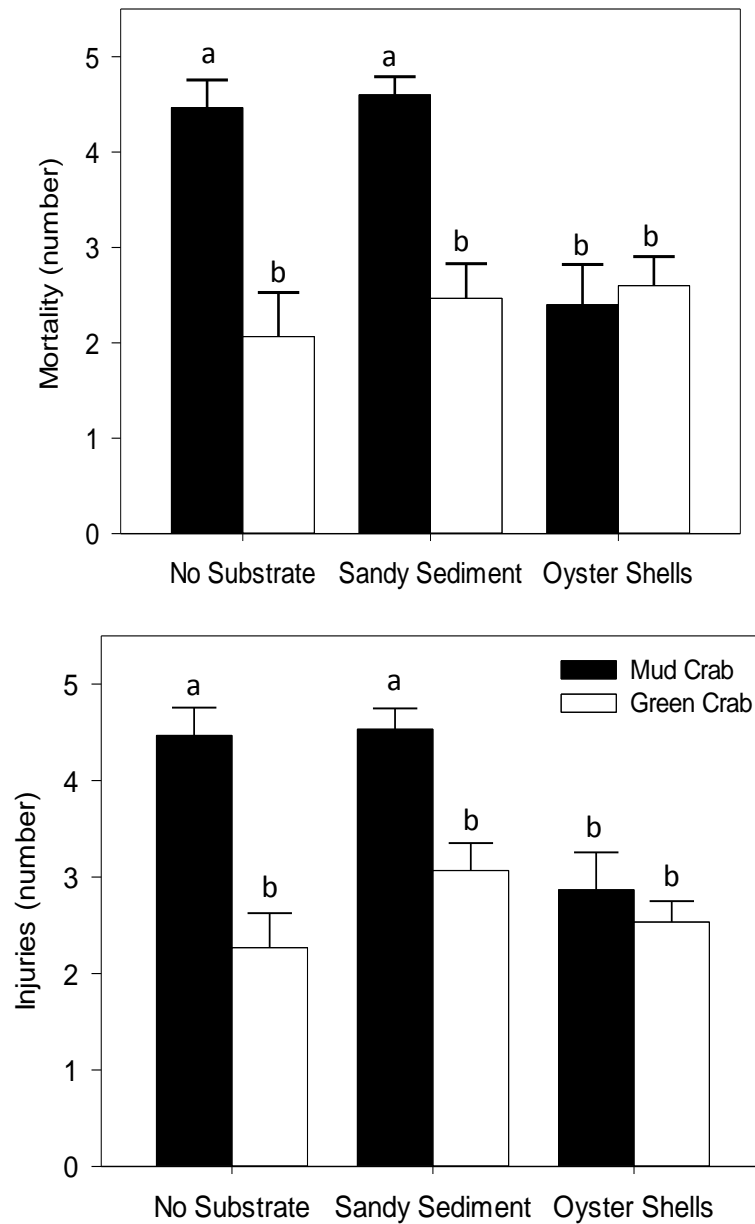 5
4
3
2
1
0
Mortality (number)
a
b
a
b
b
b
No Substrate
Sandy Sediment
Oyster Shells
5
4
3
2
1
0
Injuries (number)
a
b
a
b
b
b
Mud Crab
Green Crab
No Substrate
Sandy Sediment
Oyster Shells